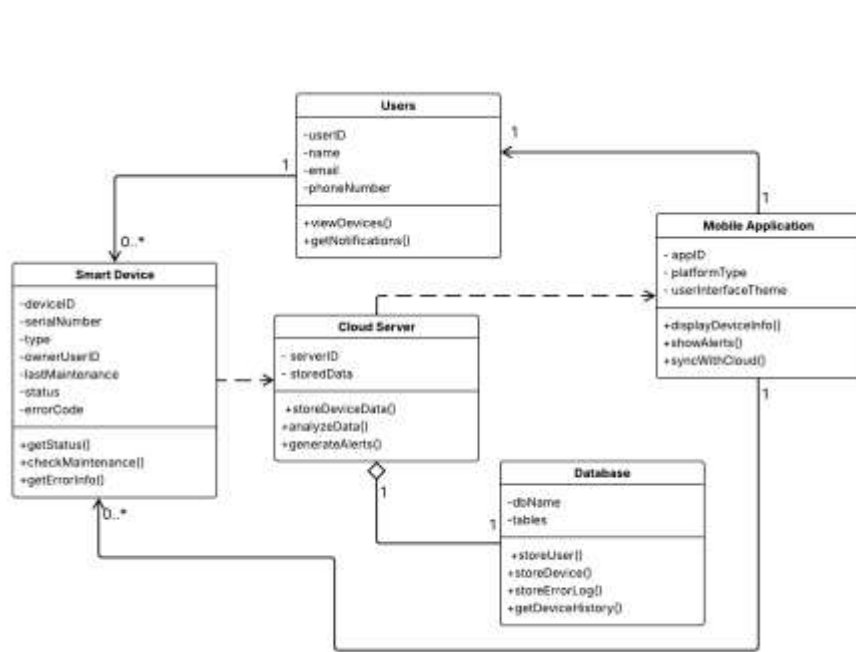 Users
-userID
-name
-email
-phoneNumber
+viewDevices()
+getNotifications()
1
0..*
1
1
Mobile Application
- appID
- platformType
- userInterfaceTheme
+displayDeviceInfo()
+showAlerts()
+syncWithCloud()
1
Smart Device
-deviceID
-serialNumber
-type
-ownerUserID
-lastMaintenance
-status
-errorCode
+getStatus()
+checkMaintenance()
+getErrorInfo()
0..*
Cloud Server
- serverID
- storedData
+storeDeviceData()
+analyzeData()
+generateAlerts()
1
1
Database
-dbName
-tables
+storeUser()
+storeDevice()
+storeErrorLog()
+getDeviceHistory()